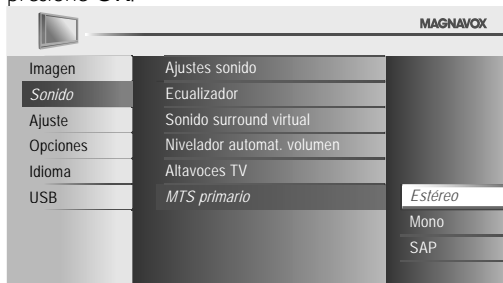 presione OK.
MAGNAVOX
Imagen
Sonido
Ajuste
Opciones
Idioma
USB
Ajustes sonido
Ecualizador
Sonido surround virtual
Nivelador automat. volumen
Altavoces TV
MTS primario
Estéreo
Mono
SAP